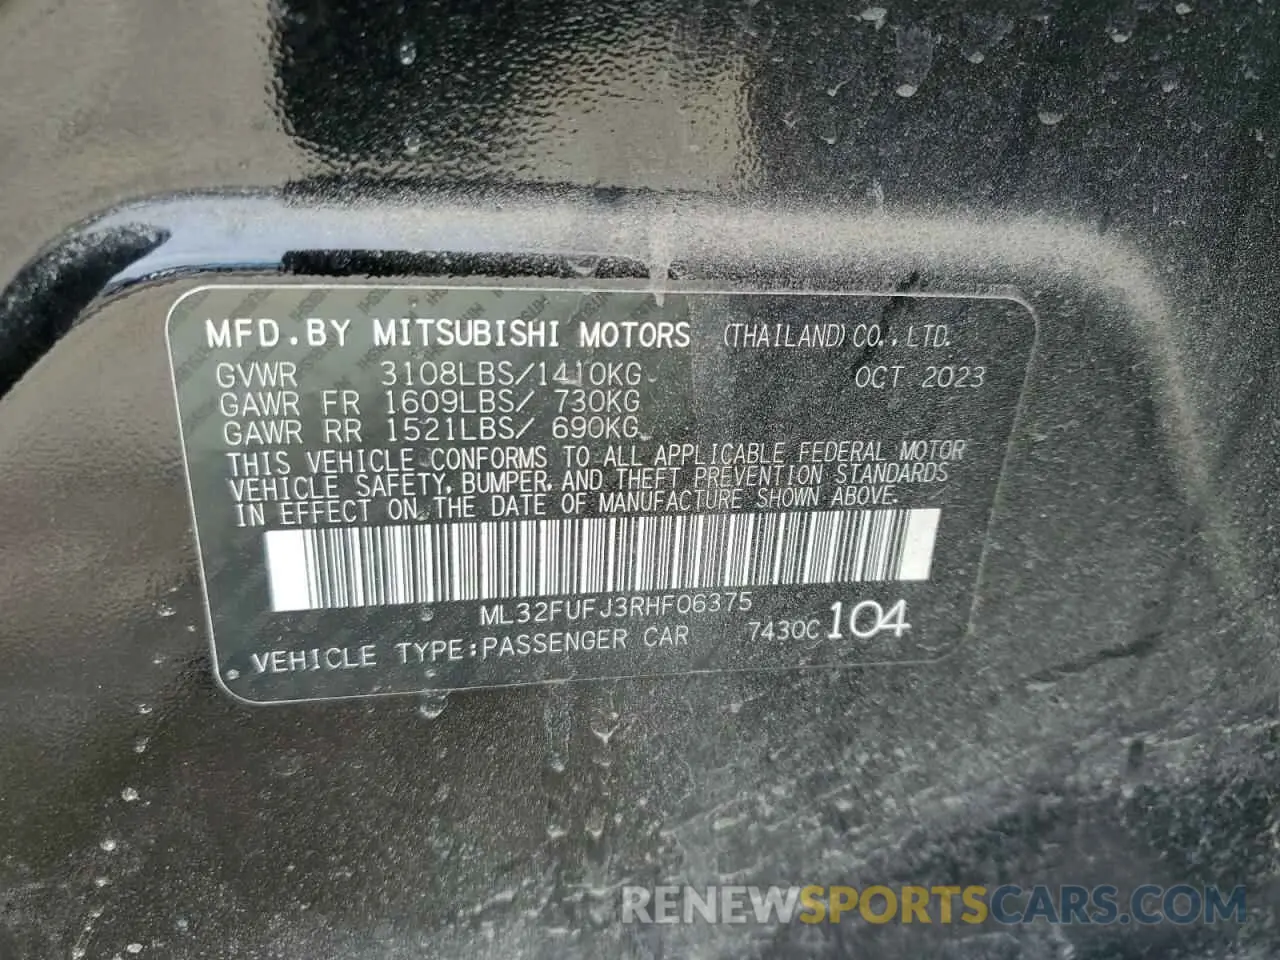 MFD.BY MITSUBISHI MOTORS (THAILAND) CO., LTD.
GVWR 3108LBS/1410KG OCT 2023
GAWR FR 1609LBS/ 730KG
GAWR RR 1521LBS/ 690KG
THIS VEHICLE CONFORMS TO ALL APPLICABLE FEDERAL MOTOR
VEHICLE SAFETY, BUMPER, AND THEFT PREVENTION STANDARDS
IN EFFECT ON THE DATE OF MANUFACTURE SHOWN ABOVE.
ML32FUFJ3RHF06375
VEHICLE TYPE:PASSENGER CAR 7430C 104
RENEWSPORTSCARS.COM